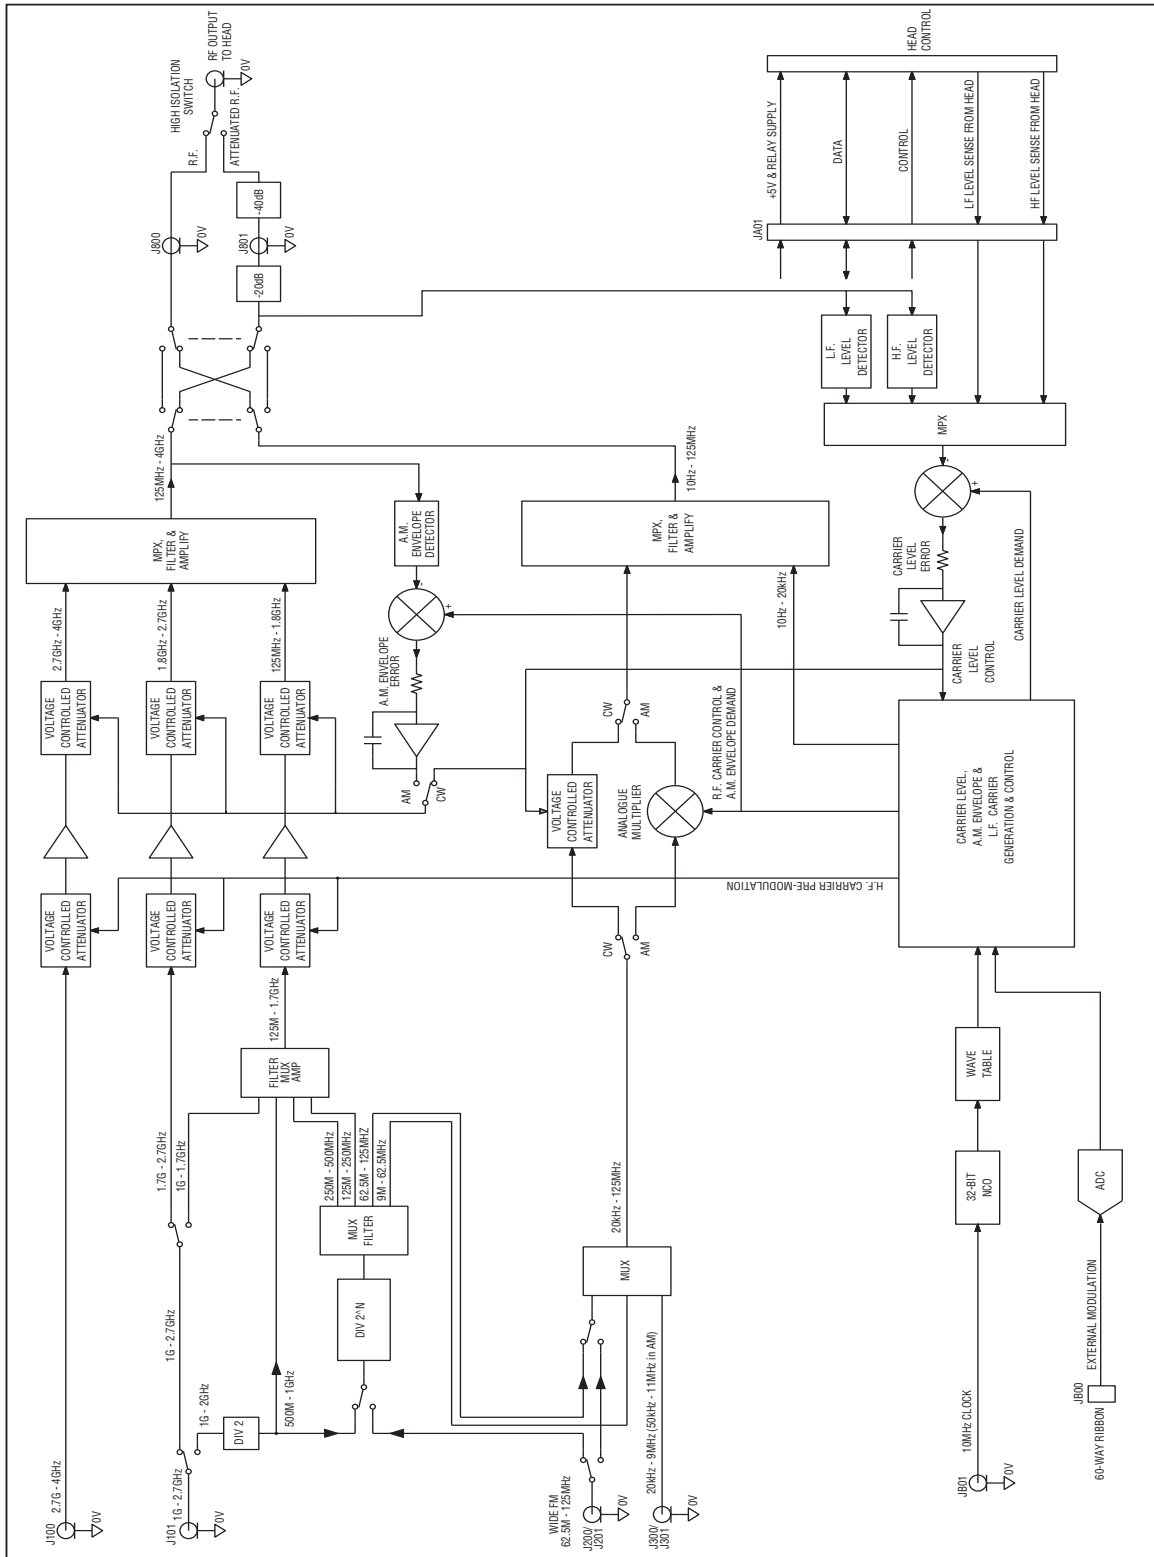 J100
0V
2.7G - 4GHz
VOLTAGE
CONTROLLED
ATTENUATOR
VOLTAGE
CONTROLLED
ATTENUATOR
2.7GHz - 4GHz
J101
0V
1G - 2.7GHz
1G - 2GHz
1G - 2.7GHz
1.7G - 2.7GHz
1G - 1.7GHz
VOLTAGE
CONTROLLED
ATTENUATOR
VOLTAGE
CONTROLLED
ATTENUATOR
1.8GHz - 2.7GHz
DIV 2
500M - 1GHz
FILTER
MUX
AMP
125M - 1.7GHz
VOLTAGE
CONTROLLED
ATTENUATOR
VOLTAGE
CONTROLLED
ATTENUATOR
125MHz - 1.8GHz
MPX,
FILTER &
AMPLIFY
125MHz - 4GHz
J800
0V
R.F.
HIGH ISOLATION
SWITCH
RF OUTPUT
TO HEAD
0V
ATTENUATED R.F.
-20dB
J801
0V
-40dB
DIV 2^N
MUX
FILTER
250M - 500MHz
125M - 250MHz
62.5M - 125MHZ
9M - 62.5MHz
AM
CW
A.M. ENVELOPE
ERROR
+
-
A.M.
ENVELOPE
DETECTOR
WIDE FM
62.5M - 125MHz
J200/
J201
0V
J300/
J301
0V
20kHz - 9MHz (50kHz - 11MHz in AM)
MUX
20kHz - 125MHz
CW
AM
VOLTAGE
CONTROLLED
ATTENUATOR
ANALOGUE
MULTIPLIER
CW
AM
MPX,
FILTER &
AMPLIFY
10Hz - 125MHz
H.F. CARRIER PRE-MODULATION
R.F. CARRIER CONTROL &
A.M. ENVELOPE DEMAND
10Hz - 20kHz
L.F.
LEVEL
DETECTOR
H.F.
LEVEL
DETECTOR
MPX
-
+
CARRIER
LEVEL
ERROR
CARRIER
LEVEL
CONTROL
CARRIER LEVEL DEMAND
CARRIER LEVEL,
A.M. ENVELOPE &
L.F. CARRIER
GENERATION & CONTROL
JA01
+5V & RELAY SUPPLY
DATA
CONTROL
LF LEVEL SENSE FROM HEAD
HF LEVEL SENSE FROM HEAD
HEAD
CONTROL
JB01
0V
10MHz CLOCK
32-BIT
NCO
WAVE
TABLE
JB00
60-WAY RIBBON
EXTERNAL MODULATION
ADC